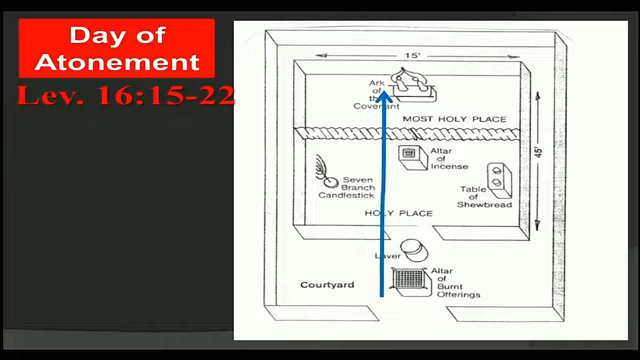 Day of
Atonement
Lev. 16:15-22
15'
Ark
of
the
Covenant
MOST HOLY PLACE
45'
Altar
of
Incense
Seven
Branch
Candlestick
Table
of
Shewbread
HOLY PLACE
Laver
Altar
of
Burnt
Offerings
Courtyard